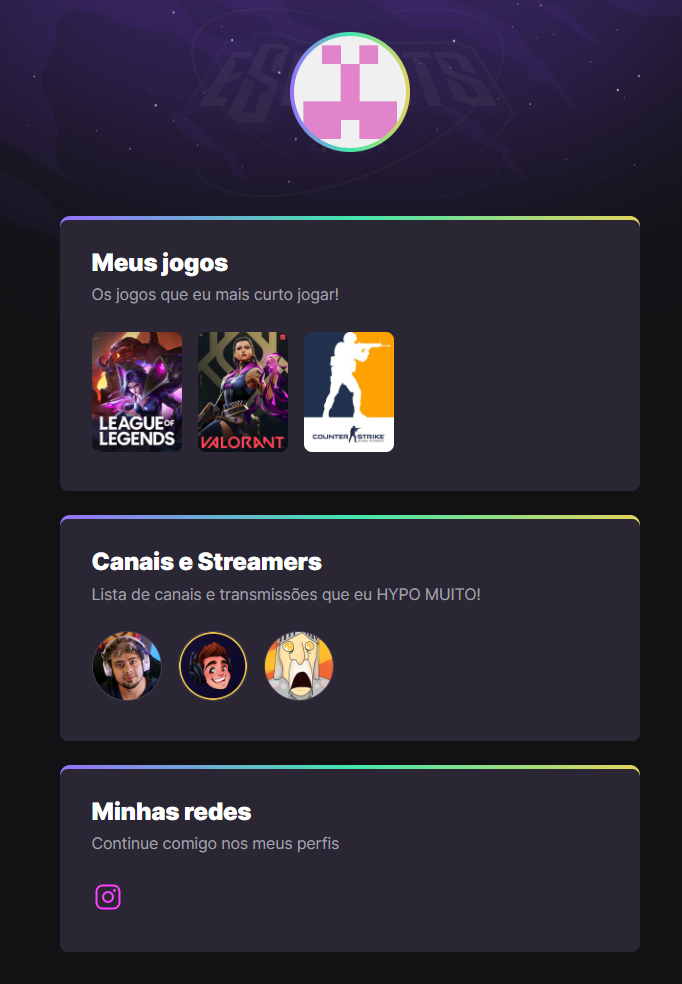 ESPORTS
Meus jogos
Os jogos que eu mais curto jogar!
LEAGUE OF
LEGENDS
VALORANT
COUNTER STRIKE
Canais e Streamers
Lista de canais e transmissões que eu HYPO MUITO!
Minhas redes
Continue comigo nos meus perfis